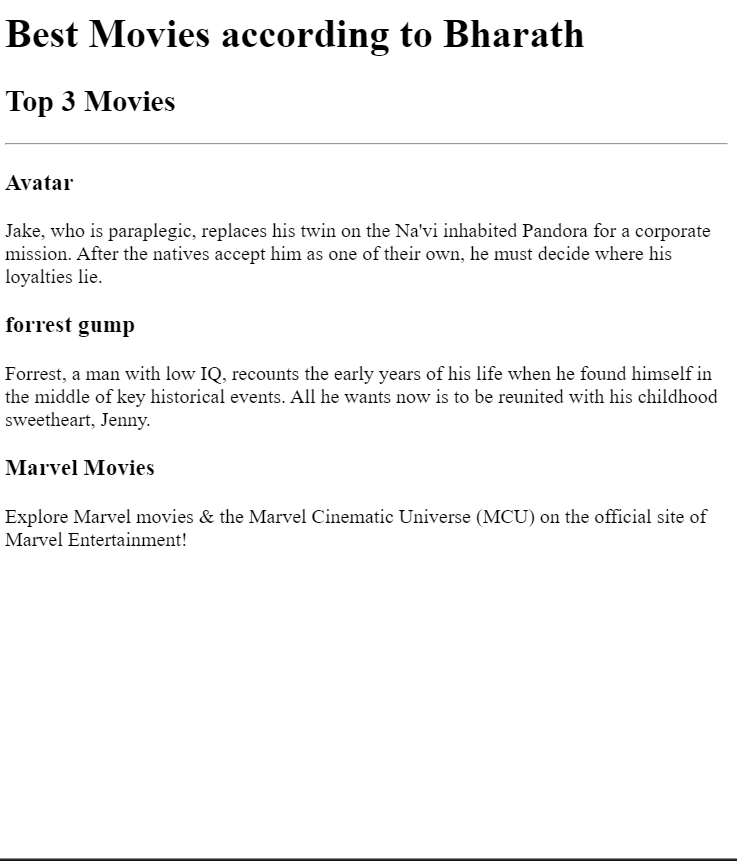 Best Movies according to Bharath
Top 3 Movies
Avatar
Jake, who is paraplegic, replaces his twin on the Na'vi inhabited Pandora for a corporate
mission. After the natives accept him as one of their own, he must decide where his
loyalties lie.
forrest gump
Forrest, a man with low IQ, recounts the early years of his life when he found himself in
the middle of key historical events. All he wants now is to be reunited with his childhood
sweetheart, Jenny.
Marvel Movies
Explore Marvel movies & the Marvel Cinematic Universe (MCU) on the official site of
Marvel Entertainment!